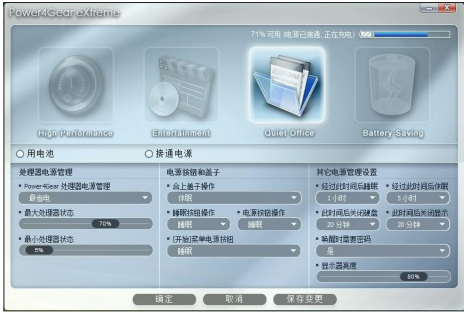 Power4Gear eXtreme
71% 可用 (电源已接通, 正在充电)
High Performance
Entertainment
Quiet Office
Battery Saving
用电池
接通电源
处理器电源管理
Power4Gear 处理器电源管理
最省电
最大处理器状态
70%
最小处理器状态
5%
电源按钮和盖子
合上盖子操作
休眠
睡眠按钮操作
电源按钮操作
睡眠
睡眠
[开始]菜单电源按钮
睡眠
其它电源管理设置
经过此时间后睡眠
经过此时间后休眠
1 小时
5 小时
此时间后关闭硬盘
此时间后关闭显示
20 分钟
20 分钟
唤醒时需要密码
是
显示器亮度
80%
确定
取消
保存变更